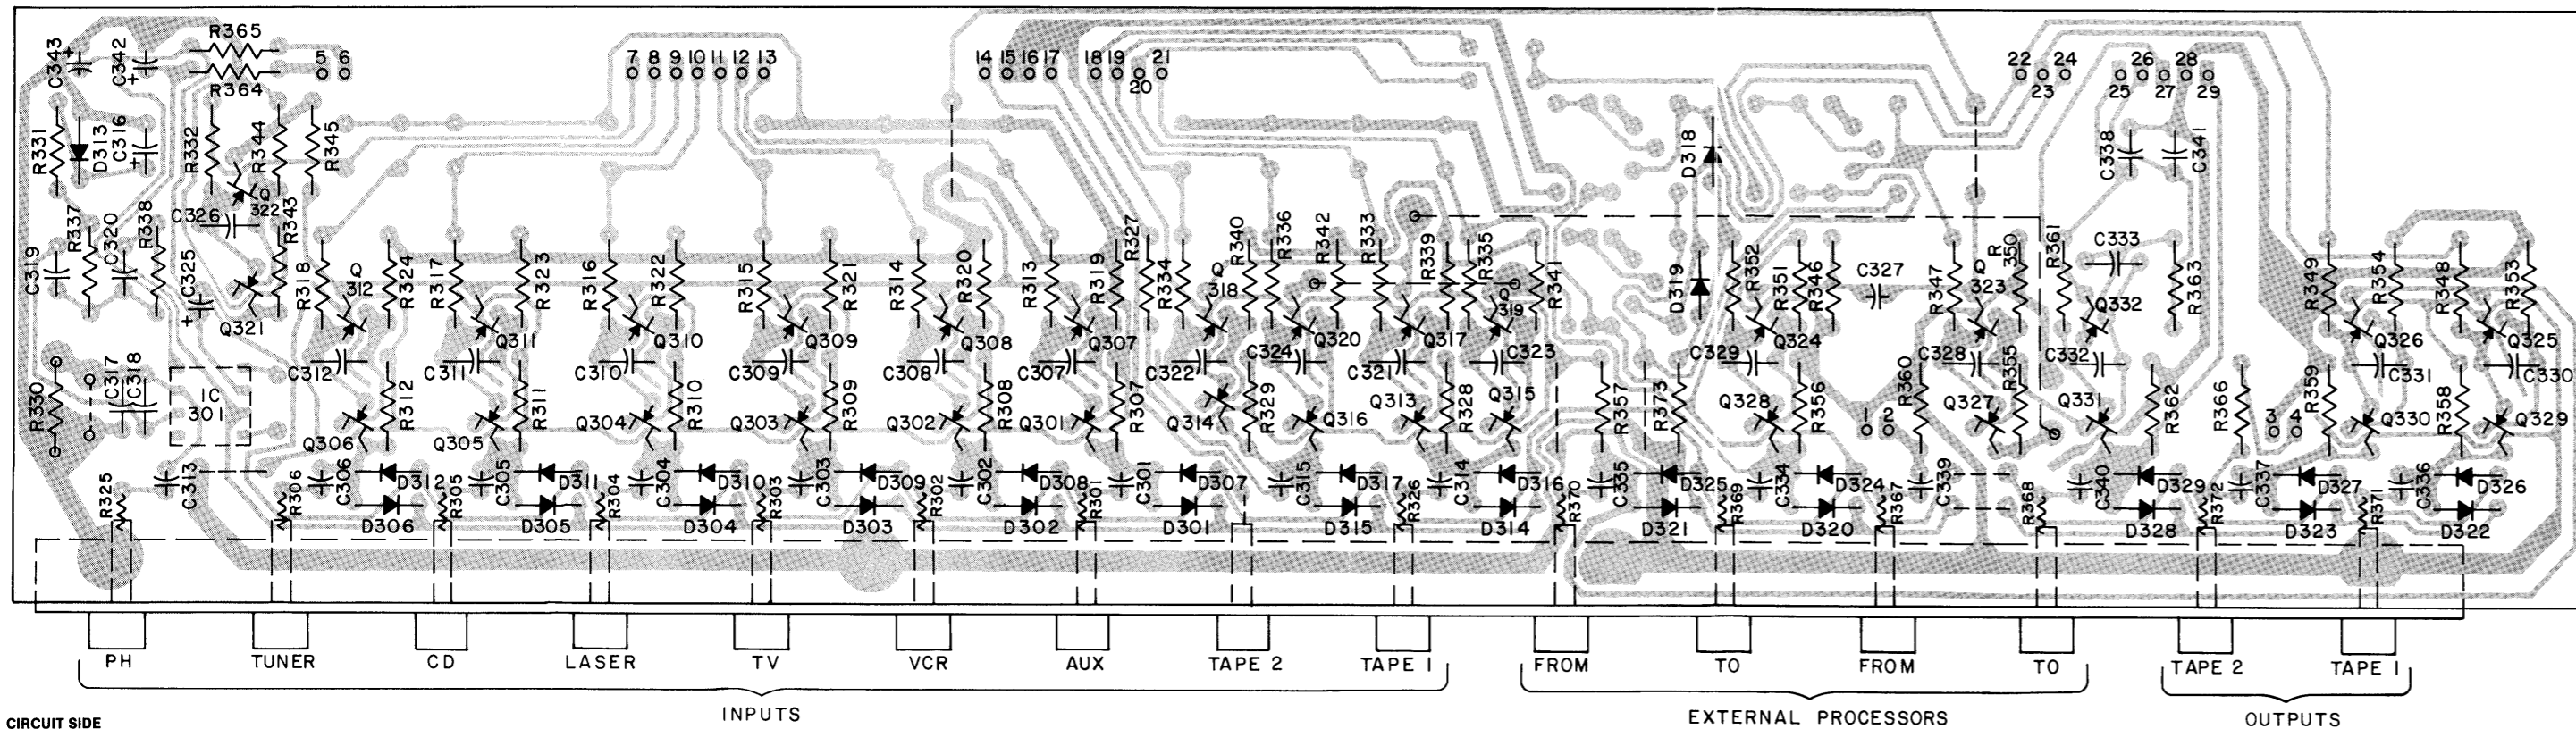 C343 C342 R365
R364
5 6 7 8 9 10 11 12 13 14 15 16 17 18 19 20 21 22 23 24 25 26 27 28 29
R331 D313 C316 R332 R344 R345 D318 C338 C341
C326 Q 322
C319 R337 C320 R338 C325 R343 R318 Q 312 R324 R317 R323 R316 R322 R315 R321 R314 R320 R313 R319 R327 R334 Q 318 R340 R336 R342 R333 R339 R335 Q 319 R341 D319 R352 R351 R346 C327 R347 Q 323 R 350 R361 C333 R363 R349 R354 R348 R353
Q321 Q311 Q310 Q309 Q308 Q307 Q320 Q317 Q324 Q332 Q326 Q325
C312 C311 C310 C309 C308 C307 C322 C324 C321 C323 C329 C328 C332 C331 C330
R330 C317 C318 IC 301 R312 R311 R310 R309 R308 R307 R329 R328 R357 R373 R356 R360 R355 R362 R366 R359 R358
Q306 Q305 Q304 Q303 Q302 Q301 Q314 Q316 Q313 Q315 Q328 1 2 Q327 Q331 3 4 Q330 Q329
R325 C313 R306 C306 D312 R305 C305 D311 R304 C304 D310 R303 C303 D309 R302 C302 D308 R301 C301 D307 C315 D317 R326 C314 D316 R370 C335 D325 R369 C334 D324 R367 C339 R368 C340 D329 R372 C337 D327 R371 C336 D326
D306 D305 D304 D303 D302 D301 D315 D314 D321 D320 D328 D323 D322
PH TUNER CD LASER TV VCR AUX TAPE 2 TAPE 1 FROM TO FROM TO TAPE 2 TAPE 1
INPUTS EXTERNAL PROCESSORS OUTPUTS
CIRCUIT SIDE